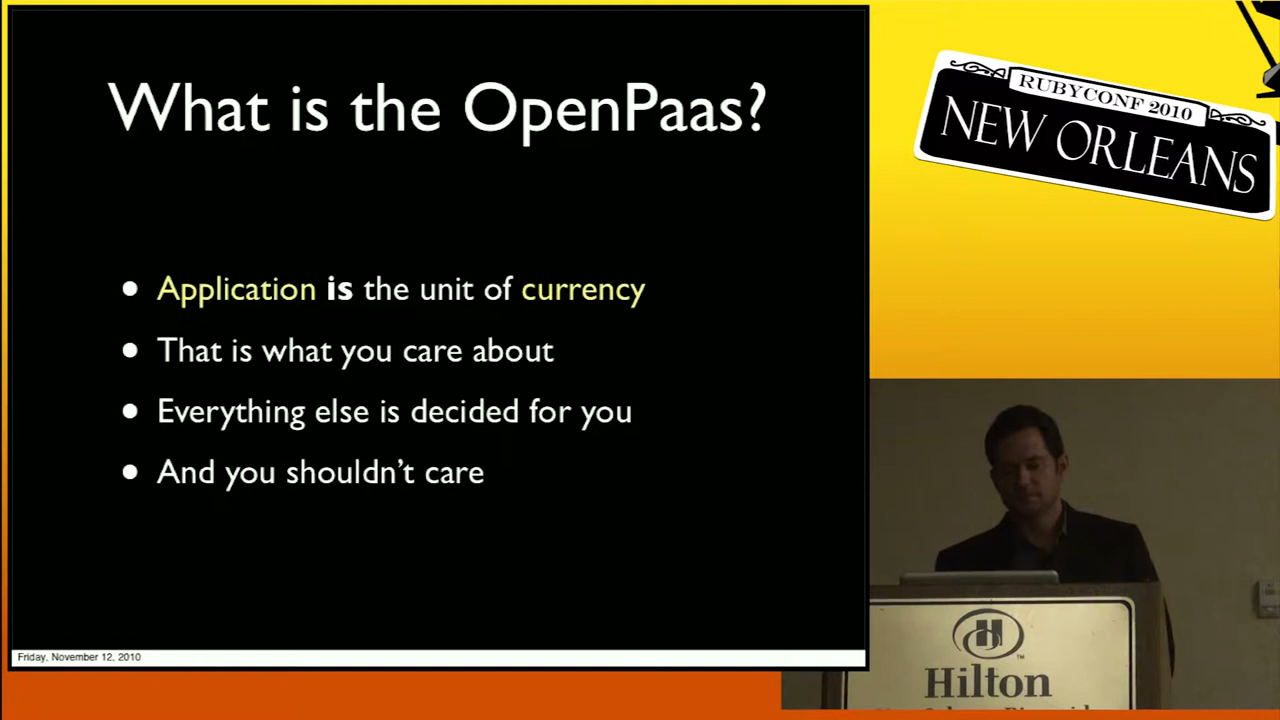 What is the OpenPaas?
• Application is the unit of currency
• That is what you care about
• Everything else is decided for you
• And you shouldn't care
Friday, November 12, 2010
RUBYCONF 2010
NEW ORLEANS
H
TM
Hilton